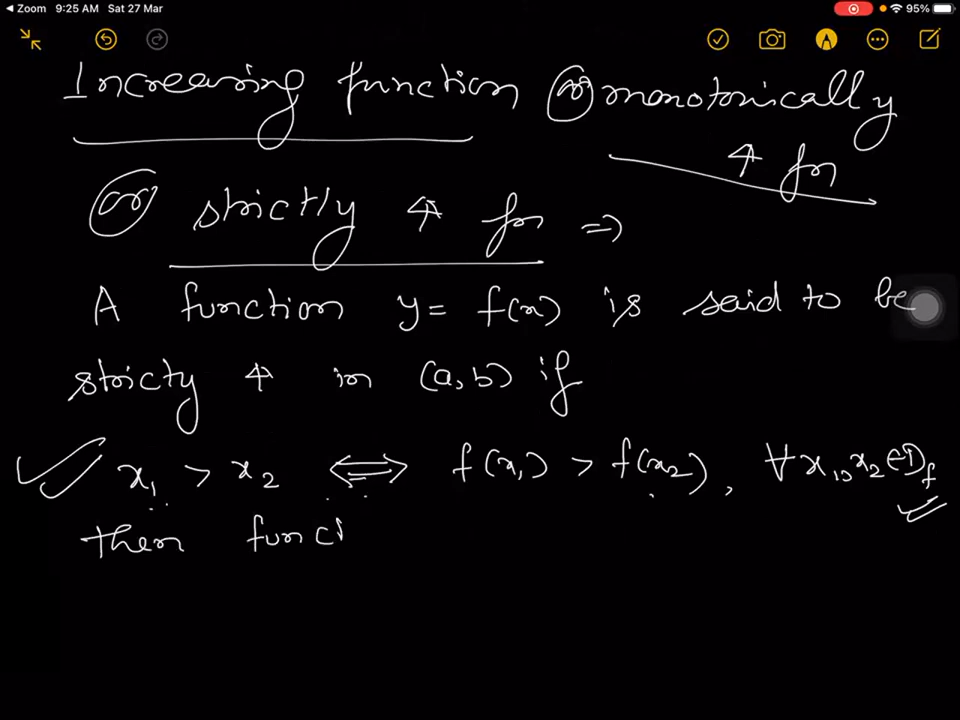 Zoom 9:25 AM Sat 27 Mar 95%
Increasing function or monotonically
↑ fn
or strictly ↑ fn ⇒
A function y = f(x) is said to be
stricty ↑ in (a,b) if
x₁ > x₂ ⟺ f(x₁) > f(x₂), ∀ x₁, x₂ ∈ D_f
then functi